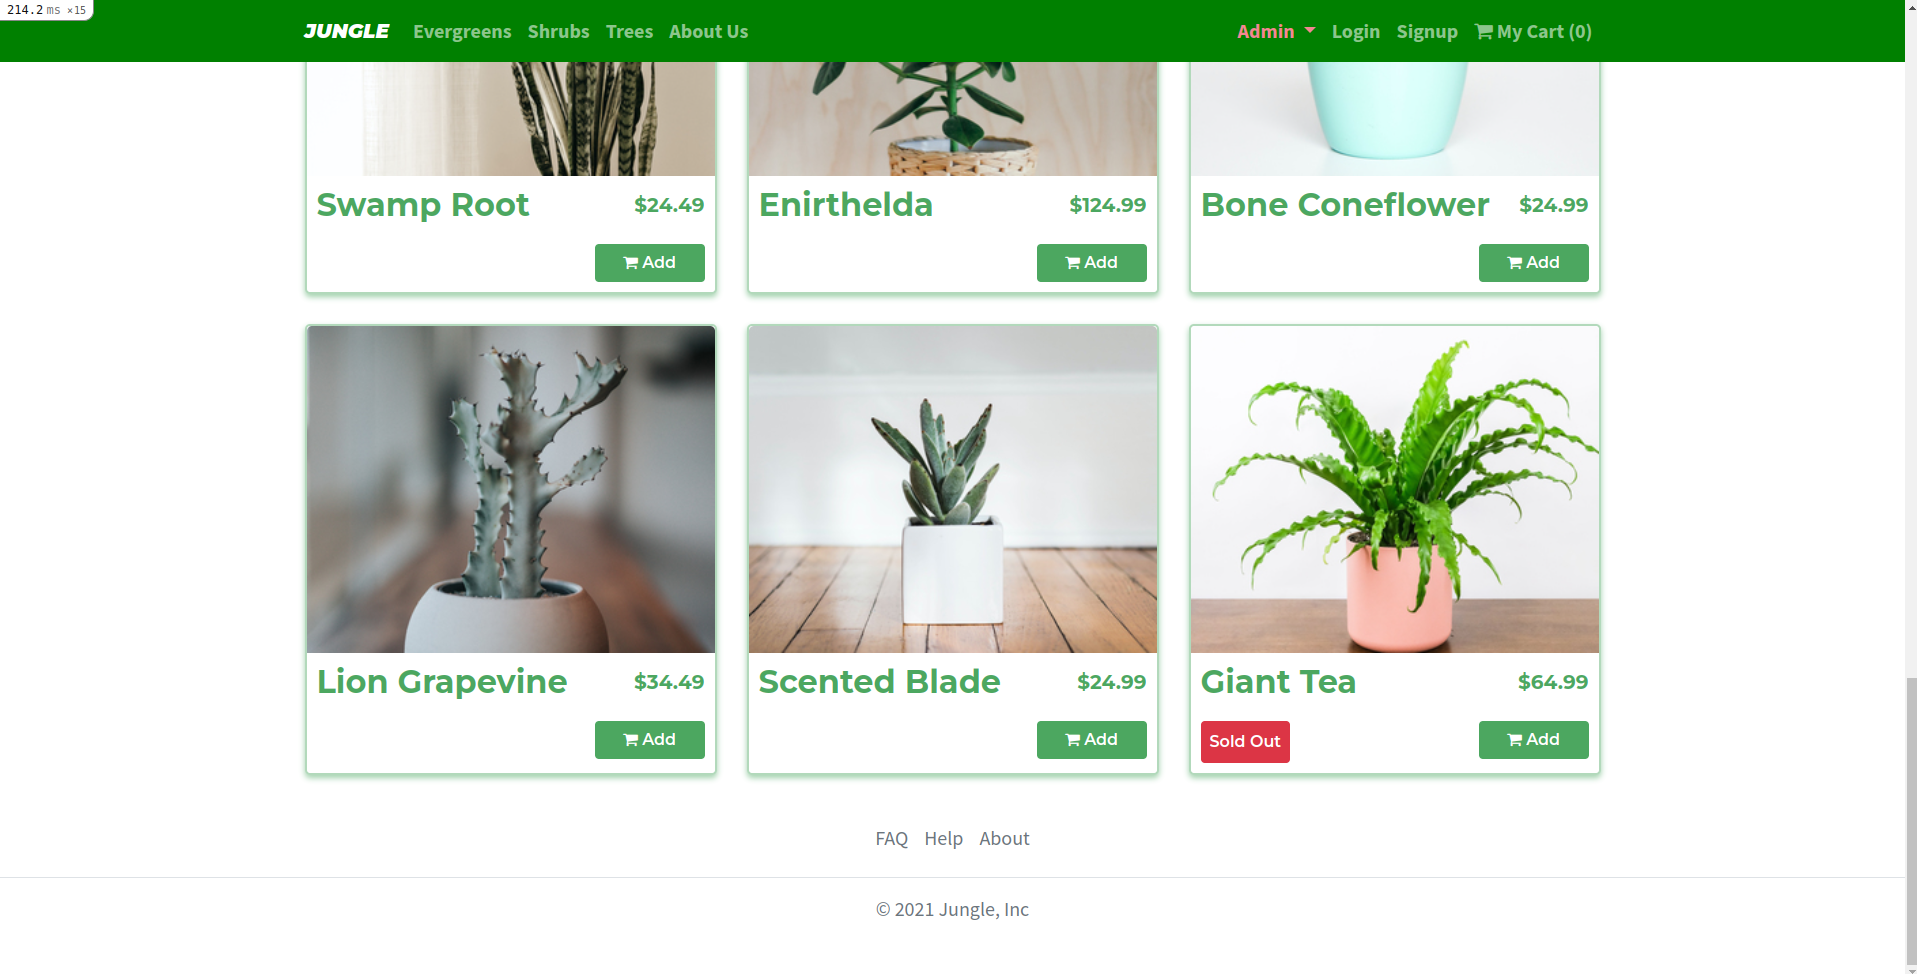 214.2 ms ×15
JUNGLE Evergreens Shrubs Trees About Us Admin Login Signup My Cart (0)
Swamp Root $24.49
Add
Enirthelda $124.99
Add
Bone Coneflower $24.99
Add
Lion Grapevine $34.49
Add
Scented Blade $24.99
Add
Giant Tea $64.99
Sold Out Add
FAQ Help About
© 2021 Jungle, Inc